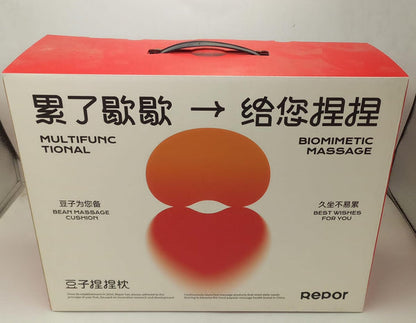 累了歇歇 → 给您捏捏
MULTIFUNC
TIONAL
BIOMIMETIC
MASSAGE
豆子为您备
BEAN MASSAGE
CUSHION
久坐不易累
BEST WISHES
FOR YOU
豆子捏捏枕
Repor